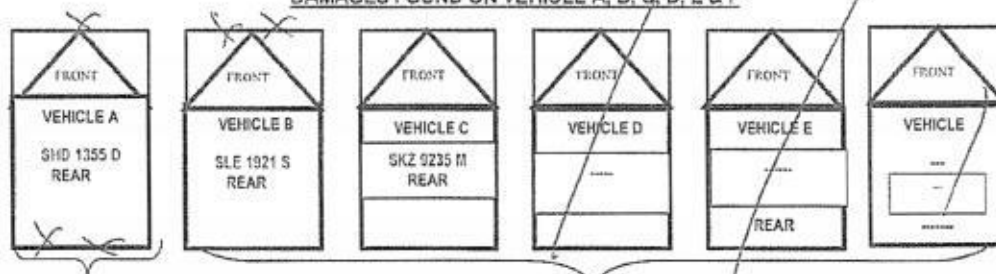 DAMAGES FOUND ON VEHICLE A, B, C, D, E & F
FRONT
VEHICLE A
SHD 1355 D
REAR
FRONT
VEHICLE B
SLE 1921 S
REAR
FRONT
VEHICLE C
SKZ 9235 M
REAR
FRONT
VEHICLE D
-----
FRONT
VEHICLE E
------
REAR
FRONT
VEHICLE
---
--